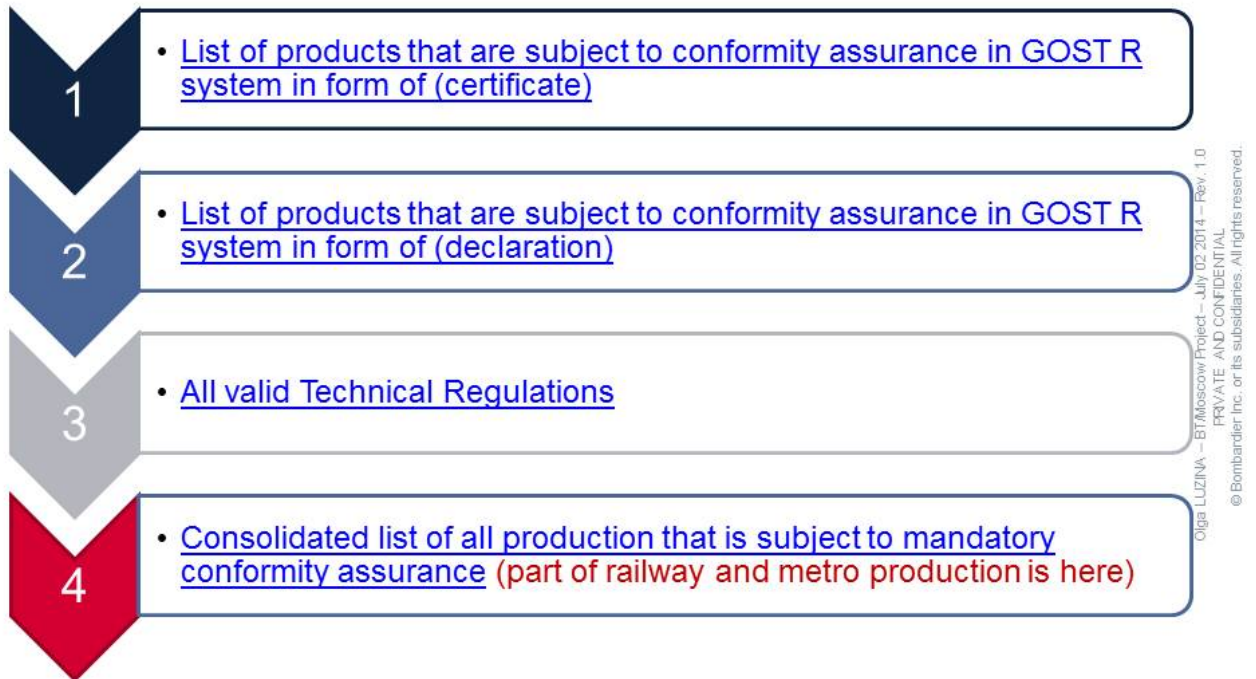 1
• List of products that are subject to conformity assurance in GOST R
system in form of (certificate)
2
• List of products that are subject to conformity assurance in GOST R
system in form of (declaration)
3
• All valid Technical Regulations
4
• Consolidated list of all production that is subject to mandatory
conformity assurance (part of railway and metro production is here)
Olga LUZINA – BT/Moscow Project – July 02 2014 – Rev. 1.0
PRIVATE AND CONFIDENTIAL
© Bombardier Inc. or its subsidiaries. All rights reserved.